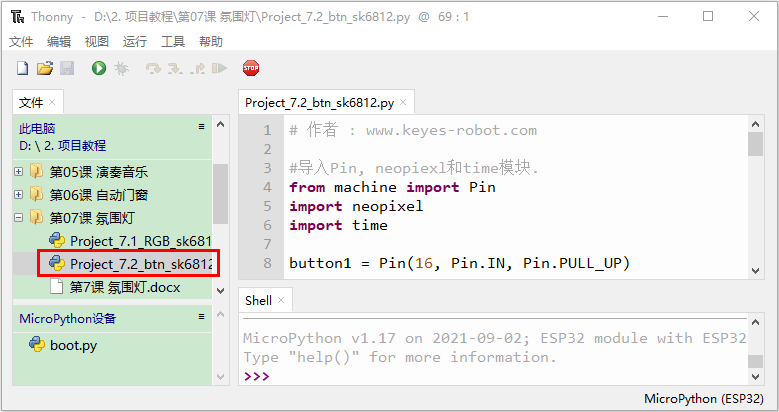 Thonny - D:\2. 项目教程\第07课 氛围灯\Project_7.2_btn_sk6812.py @ 69 : 1
文件 编辑 视图 运行 工具 帮助
STOP
文件 ×
此电脑
D: \ 2. 项目教程
第05课 演奏音乐
第06课 自动门窗
第07课 氛围灯
Project_7.1_RGB_sk681
Project_7.2_btn_sk6812
第7课 氛围灯.docx
MicroPython设备
boot.py
Project_7.2_btn_sk6812.py ×
1 # 作者 : www.keyes-robot.com
2
3 #导入Pin, neopiexl和time模块.
4 from machine import Pin
5 import neopixel
6 import time
7
8 button1 = Pin(16, Pin.IN, Pin.PULL_UP)
Shell ×
MicroPython v1.17 on 2021-09-02; ESP32 module with ESP32
Type "help()" for more information.
>>>
MicroPython (ESP32)